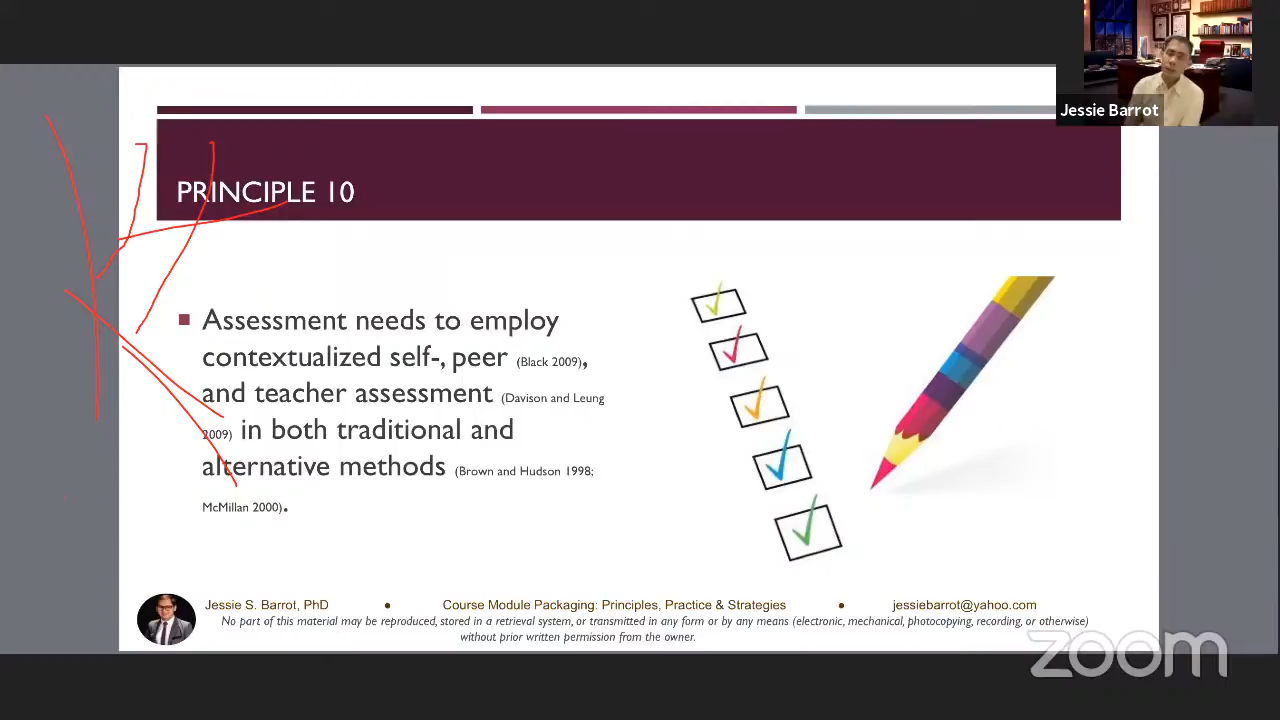 Jessie Barrot
PRINCIPLE 10
Assessment needs to employ
contextualized self-, peer (Black 2009),
and teacher assessment (Davison and Leung
2009) in both traditional and
alternative methods (Brown and Hudson 1998;
McMillan 2000).
Jessie S. Barrot, PhD ● Course Module Packaging: Principles, Practice & Strategies ● jessiebarrot@yahoo.com
No part of this material may be reproduced, stored in a retrieval system, or transmitted in any form or by any means (electronic, mechanical, photocopying, recording, or otherwise)
without prior written permission from the owner.
zoom